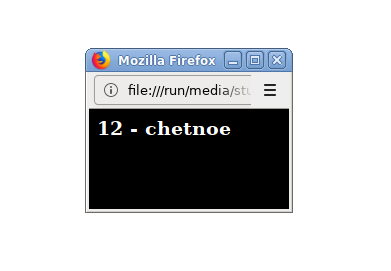 Mozilla Firefox
file:///run/media/stu
12 - chetnoe